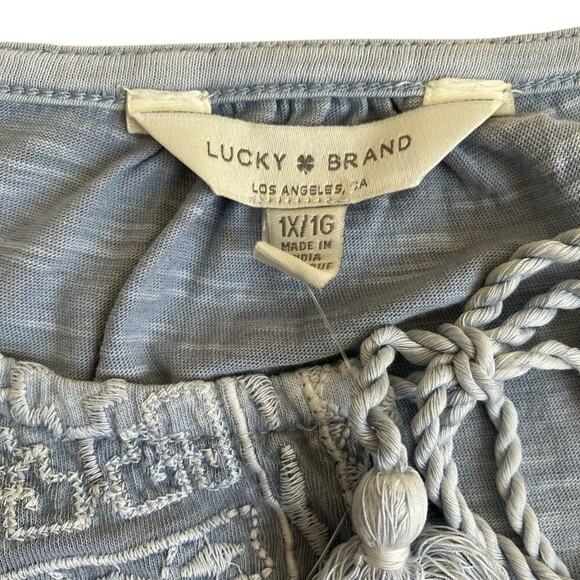 LUCKY BRAND
LOS ANGELES, CA
1X/1G
MADE IN